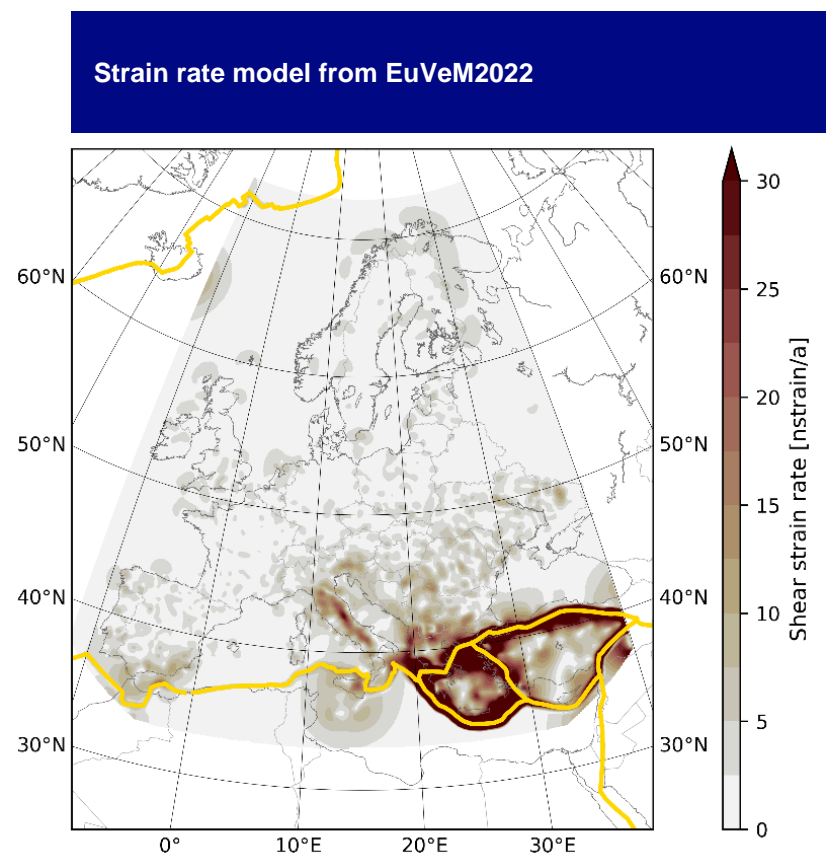 Strain rate model from EuVeM2022
60°N
50°N
40°N
30°N
60°N
50°N
40°N
30°N
0°
10°E
20°E
30°E
30
25
20
15
10
5
0
Shear strain rate [nstrain/a]